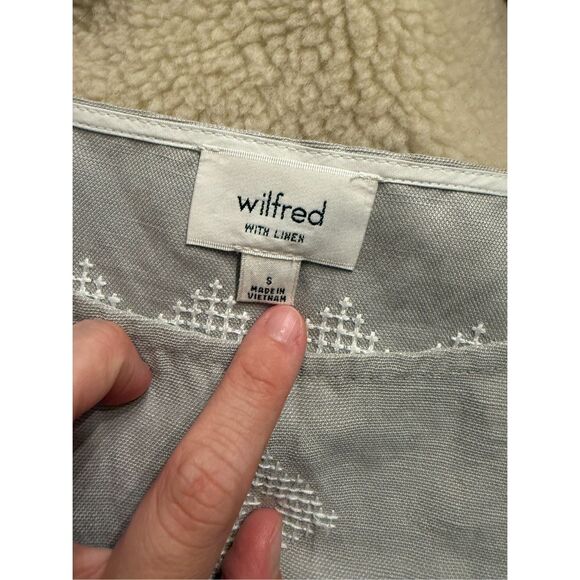 wilfred
WITH LINEN
S
MADE IN
VIETNAM